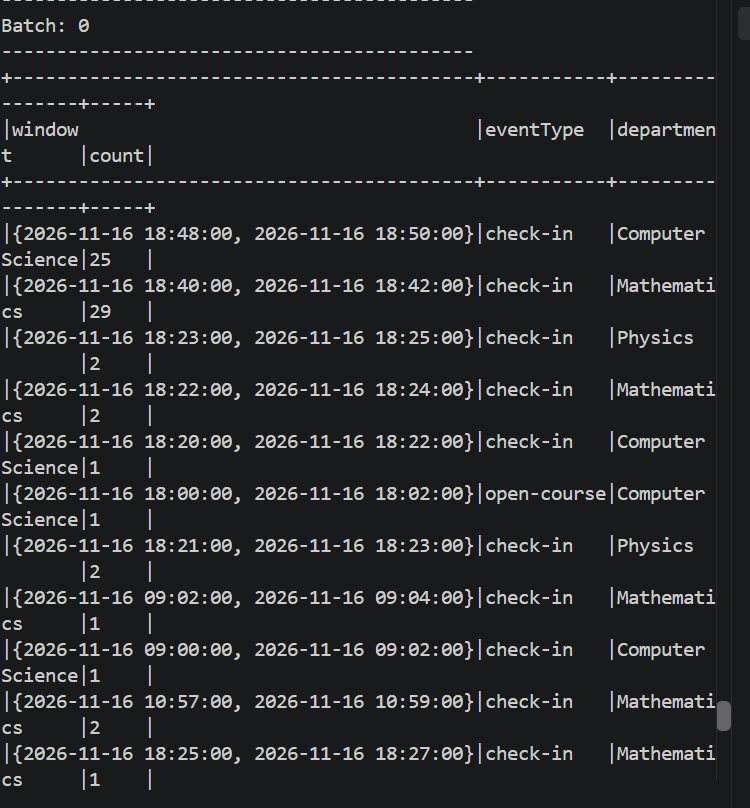 -------------------------------------------
Batch: 0
-------------------------------------------
+------------------------------------------+-----------+---------
-------+-----+
|window                                    |eventType  |departmen
t      |count|
+------------------------------------------+-----------+---------
-------+-----+
|{2026-11-16 18:48:00, 2026-11-16 18:50:00}|check-in   |Computer 
Science|25   |
|{2026-11-16 18:40:00, 2026-11-16 18:42:00}|check-in   |Mathemati
cs     |29   |
|{2026-11-16 18:23:00, 2026-11-16 18:25:00}|check-in   |Physics  
       |2    |
|{2026-11-16 18:22:00, 2026-11-16 18:24:00}|check-in   |Mathemati
cs     |2    |
|{2026-11-16 18:20:00, 2026-11-16 18:22:00}|check-in   |Computer 
Science|1    |
|{2026-11-16 18:00:00, 2026-11-16 18:02:00}|open-course|Computer 
Science|1    |
|{2026-11-16 18:21:00, 2026-11-16 18:23:00}|check-in   |Physics  
       |2    |
|{2026-11-16 09:02:00, 2026-11-16 09:04:00}|check-in   |Mathemati
cs     |1    |
|{2026-11-16 09:00:00, 2026-11-16 09:02:00}|check-in   |Computer 
Science|1    |
|{2026-11-16 10:57:00, 2026-11-16 10:59:00}|check-in   |Mathemati
cs     |2    |
|{2026-11-16 18:25:00, 2026-11-16 18:27:00}|check-in   |Mathemati
cs     |1    |